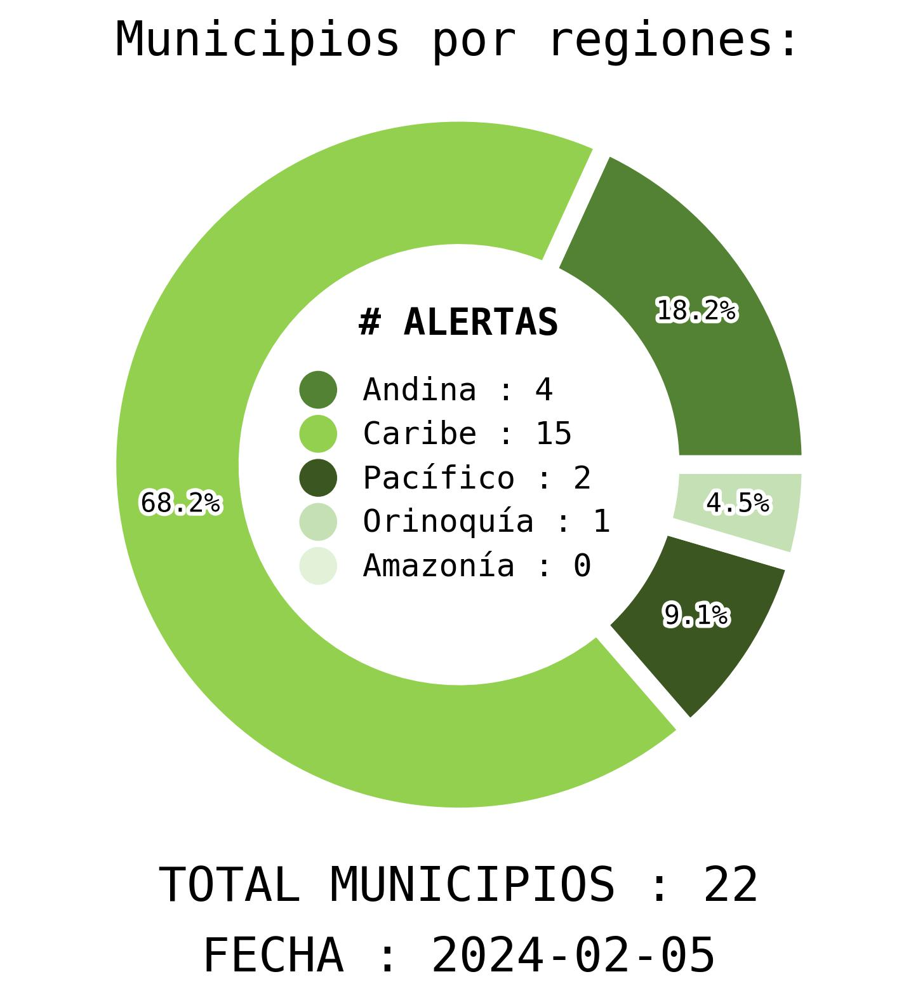 Municipios por regiones:
18.2%
# ALERTAS
Andina : 4
Caribe : 15
Pacífico : 2
Orinoquía : 1
Amazonía : 0
68.2%
4.5%
9.1%
TOTAL MUNICIPIOS : 22
FECHA : 2024-02-05